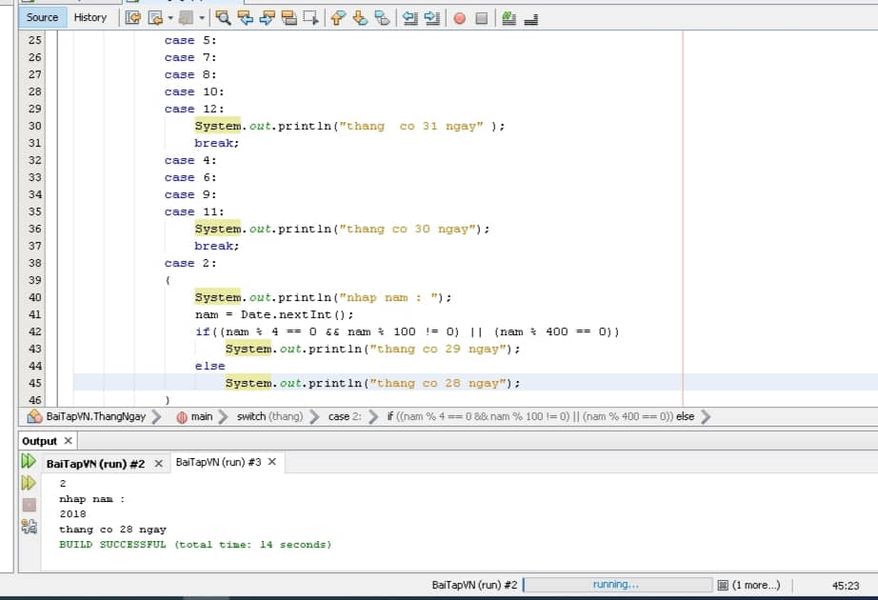 Source History
25 case 5:
26 case 7:
27 case 8:
28 case 10:
29 case 12:
30 System.out.println("thang  co 31 ngay" );
31 break;
32 case 4:
33 case 6:
34 case 9:
35 case 11:
36 System.out.println("thang co 30 ngay");
37 break;
38 case 2:
39 {
40 System.out.println("nhap nam : ");
41 nam = Date.nextInt();
42 if((nam % 4 == 0 && nam % 100 != 0) || (nam % 400 == 0))
43 System.out.println("thang co 29 ngay");
44 else
45 System.out.println("thang co 28 ngay");
46 }
BaiTapVN.ThangNgay main switch (thang) case 2: if ((nam % 4 == 0 && nam % 100 != 0) || (nam % 400 == 0)) else
Output ×
BaiTapVN (run) #2 × BaiTapVN (run) #3 ×
2
nhap nam :
2018
thang co 28 ngay
BUILD SUCCESSFUL (total time: 14 seconds)
BaiTapVN (run) #2 running... (1 more...) 45:23